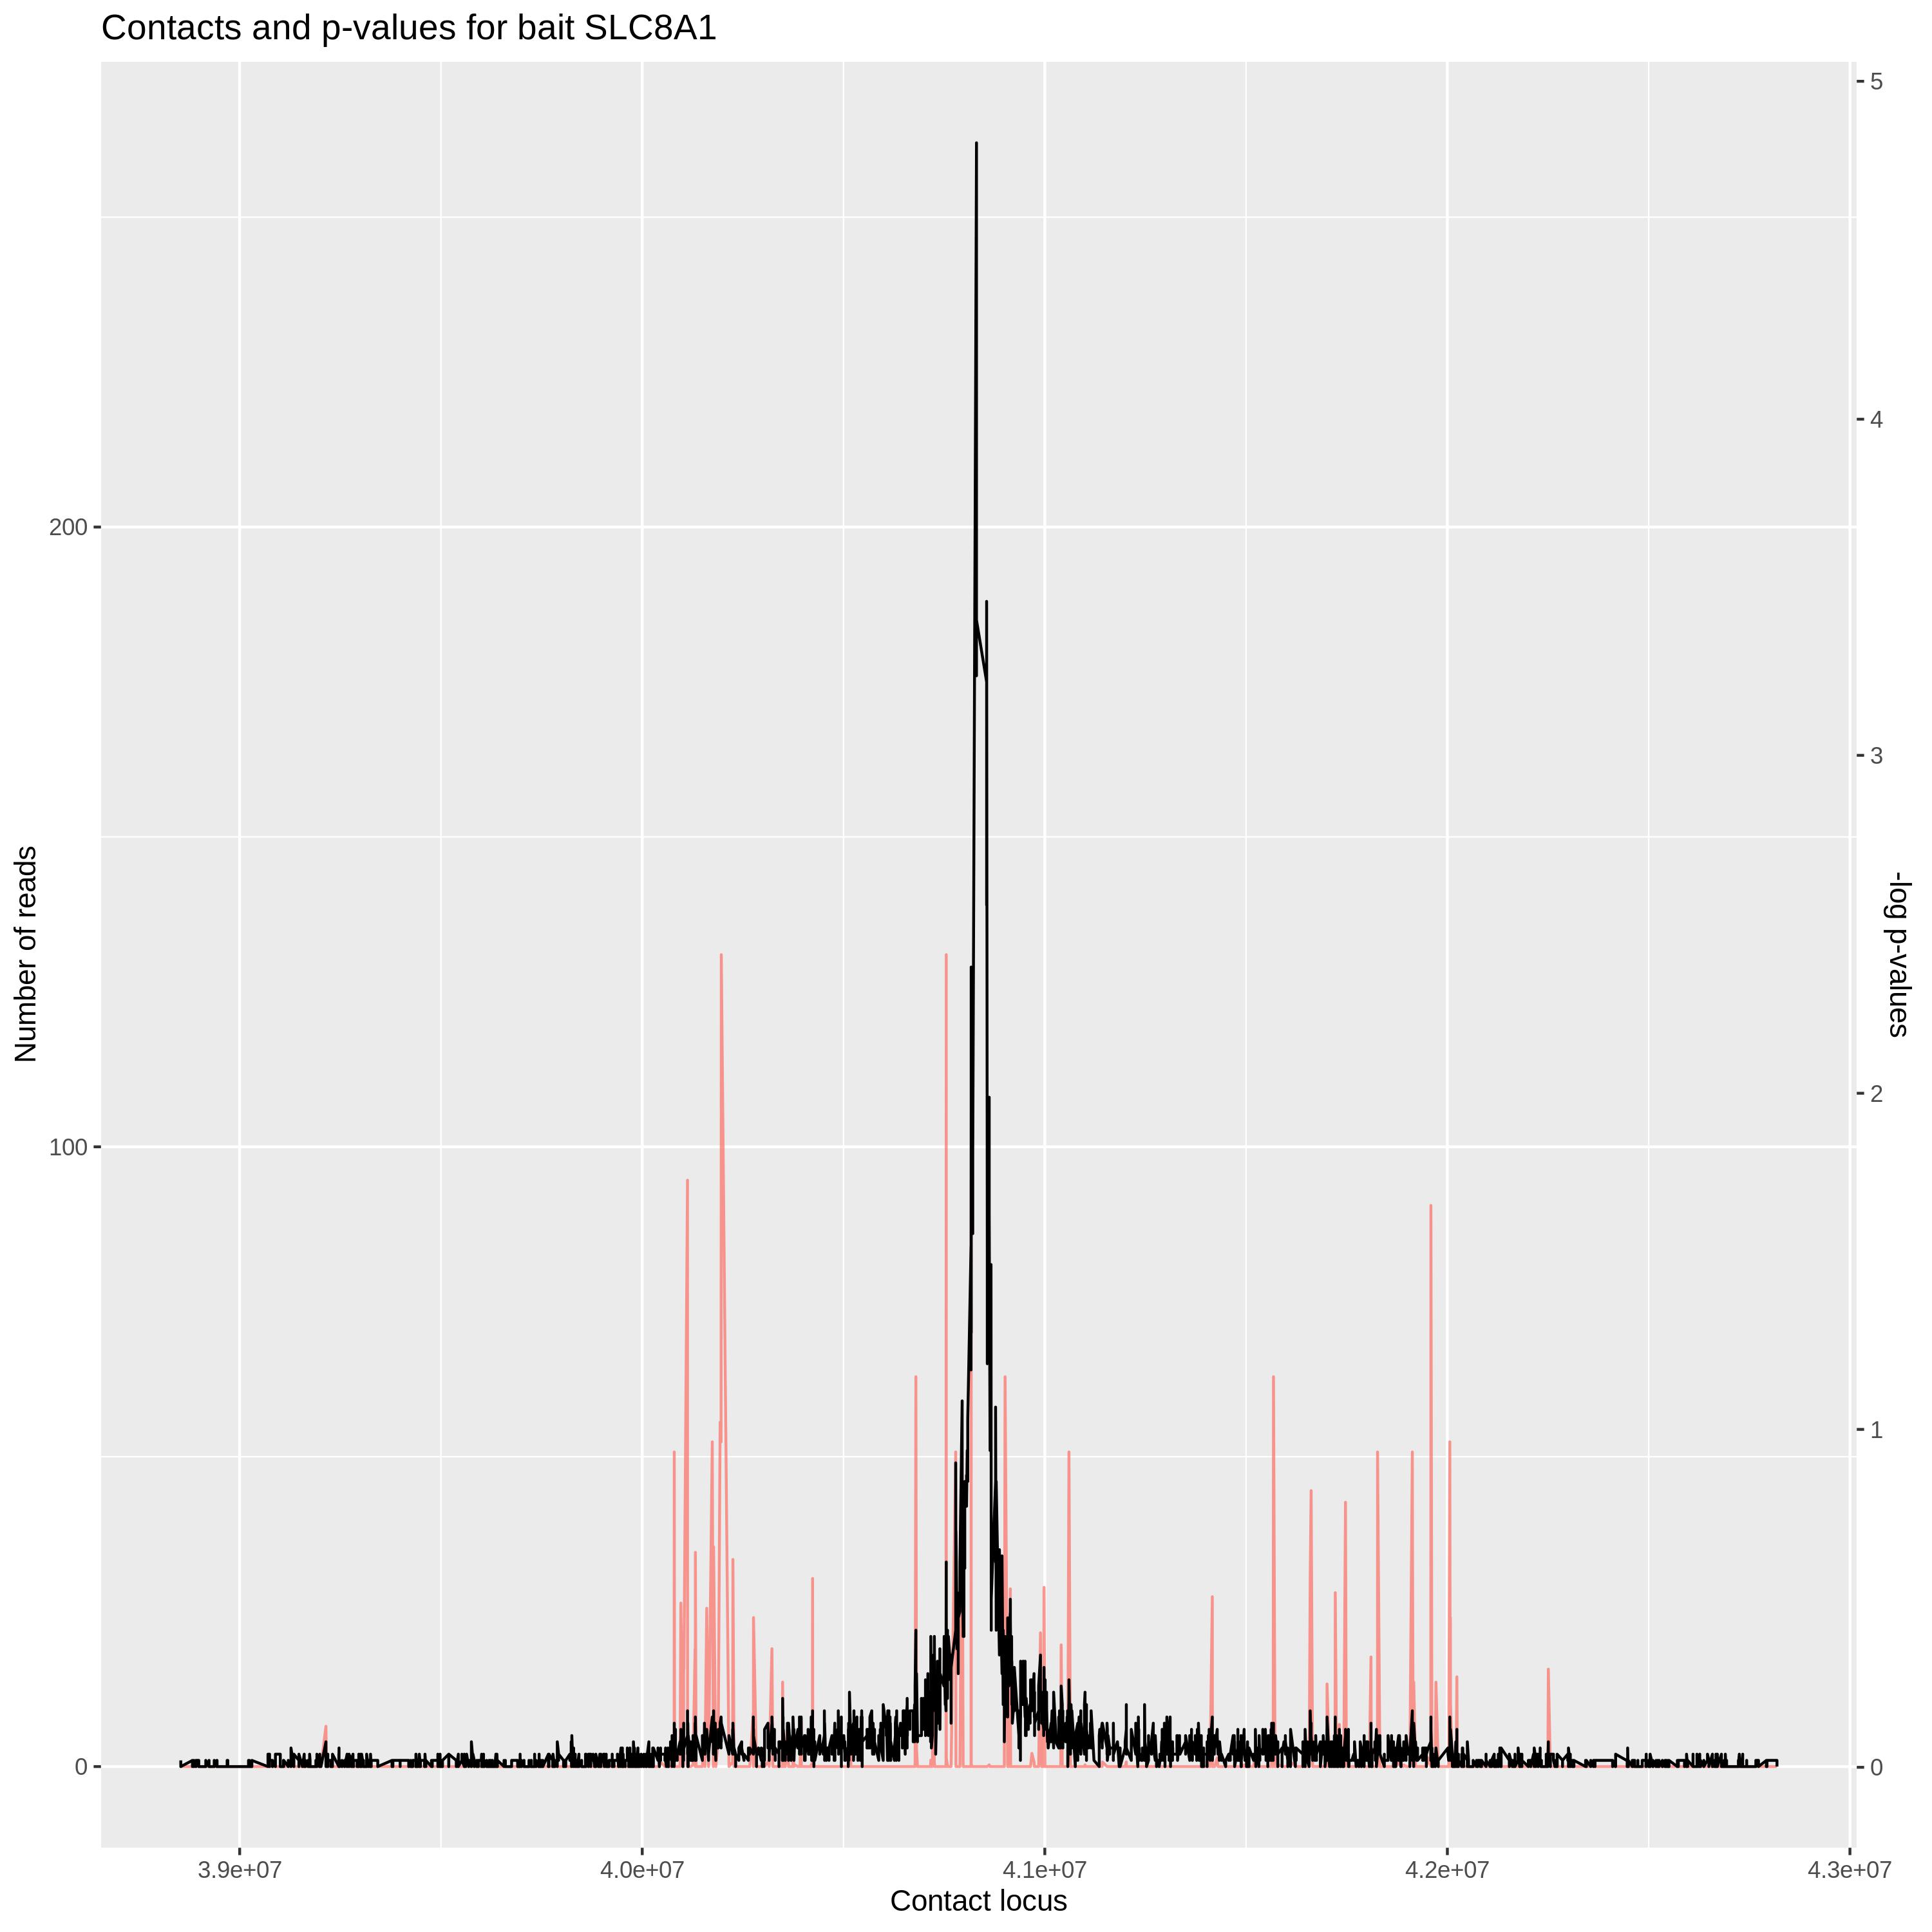 Contacts and p-values for bait SLC8A1
Number of reads
200
100
0
5
4
3
2
1
0
-log p-values
3.9e+07
4.0e+07
4.1e+07
4.2e+07
4.3e+07
Contact locus